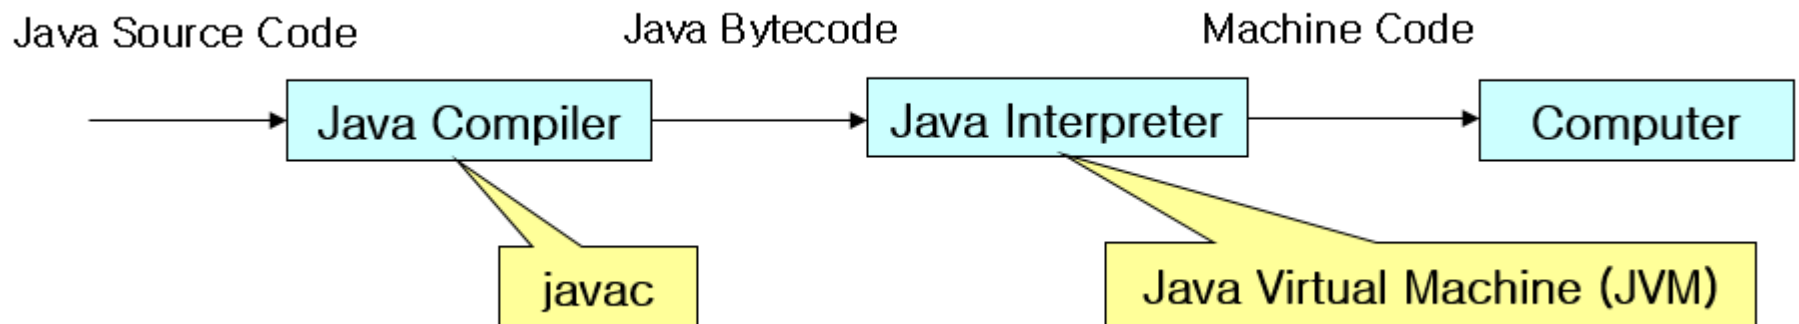 Java Source Code
Java Bytecode
Machine Code
Java Compiler
Java Interpreter
Computer
javac
Java Virtual Machine (JVM)